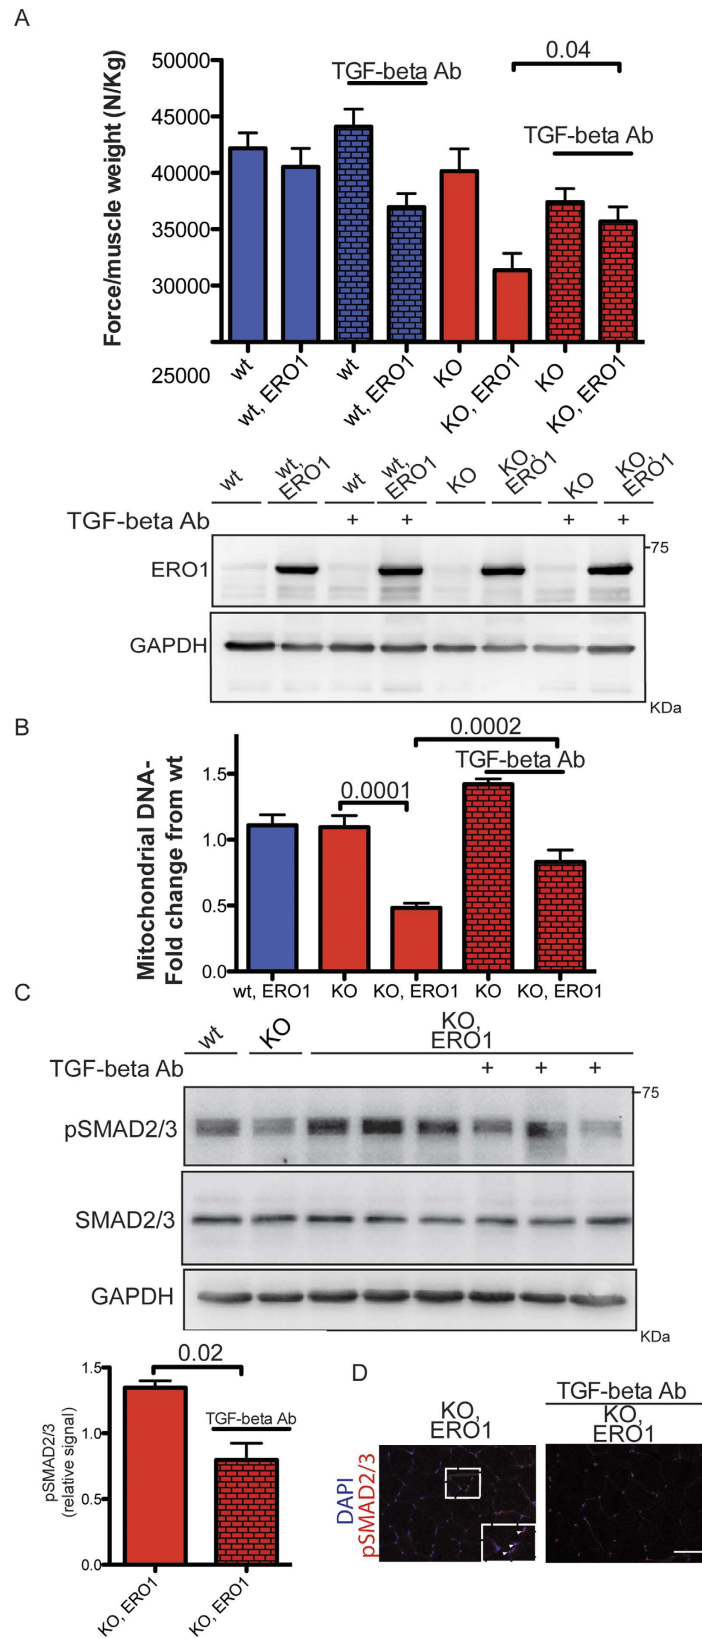 A
Force/muscle weight (N/Kg)
50000
45000
40000
35000
30000
25000
TGF-beta Ab
0.04
TGF-beta Ab
wt
wt, ERO1
wt
wt, ERO1
KO
KO, ERO1
KO
KO, ERO1
wt
wt,
ERO1
wt
wt,
ERO1
KO
KO,
ERO1
KO
KO,
ERO1
TGF-beta Ab + + + +
ERO1
75
GAPDH
KDa
B
Mitochondrial DNA-
Fold change from wt
1.5
1.0
0.5
0.0
0.0001
0.0002
TGF-beta Ab
wt, ERO1
KO
KO, ERO1
KO
KO, ERO1
C
wt
KO
KO,
ERO1
TGF-beta Ab + + +
75
pSMAD2/3
SMAD2/3
GAPDH
KDa
pSMAD2/3
(relative signal)
1.5
1.0
0.5
0.0
0.02
TGF-beta Ab
KO, ERO1
KO, ERO1
D
KO,
ERO1
TGF-beta Ab
KO,
ERO1
DAPI
pSMAD2/3